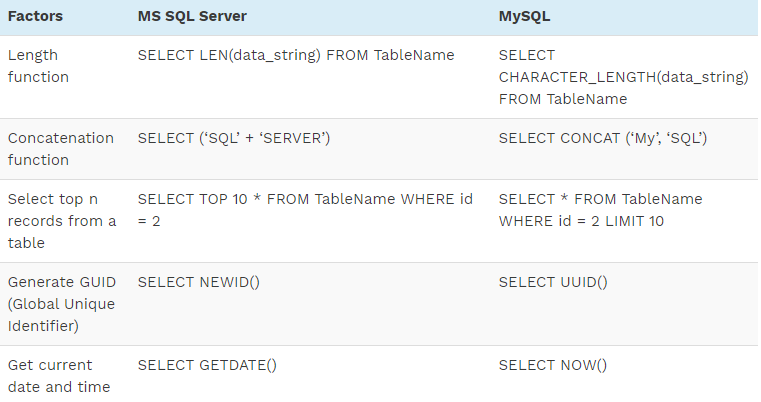 Factors MS SQL Server MySQL
Length function SELECT LEN(data_string) FROM TableName SELECT CHARACTER_LENGTH(data_string) FROM TableName
Concatenation function SELECT (‘SQL’ + ‘SERVER’) SELECT CONCAT (‘My’, ‘SQL’)
Select top n records from a table SELECT TOP 10 * FROM TableName WHERE id = 2 SELECT * FROM TableName WHERE id = 2 LIMIT 10
Generate GUID (Global Unique Identifier) SELECT NEWID() SELECT UUID()
Get current date and time SELECT GETDATE() SELECT NOW()